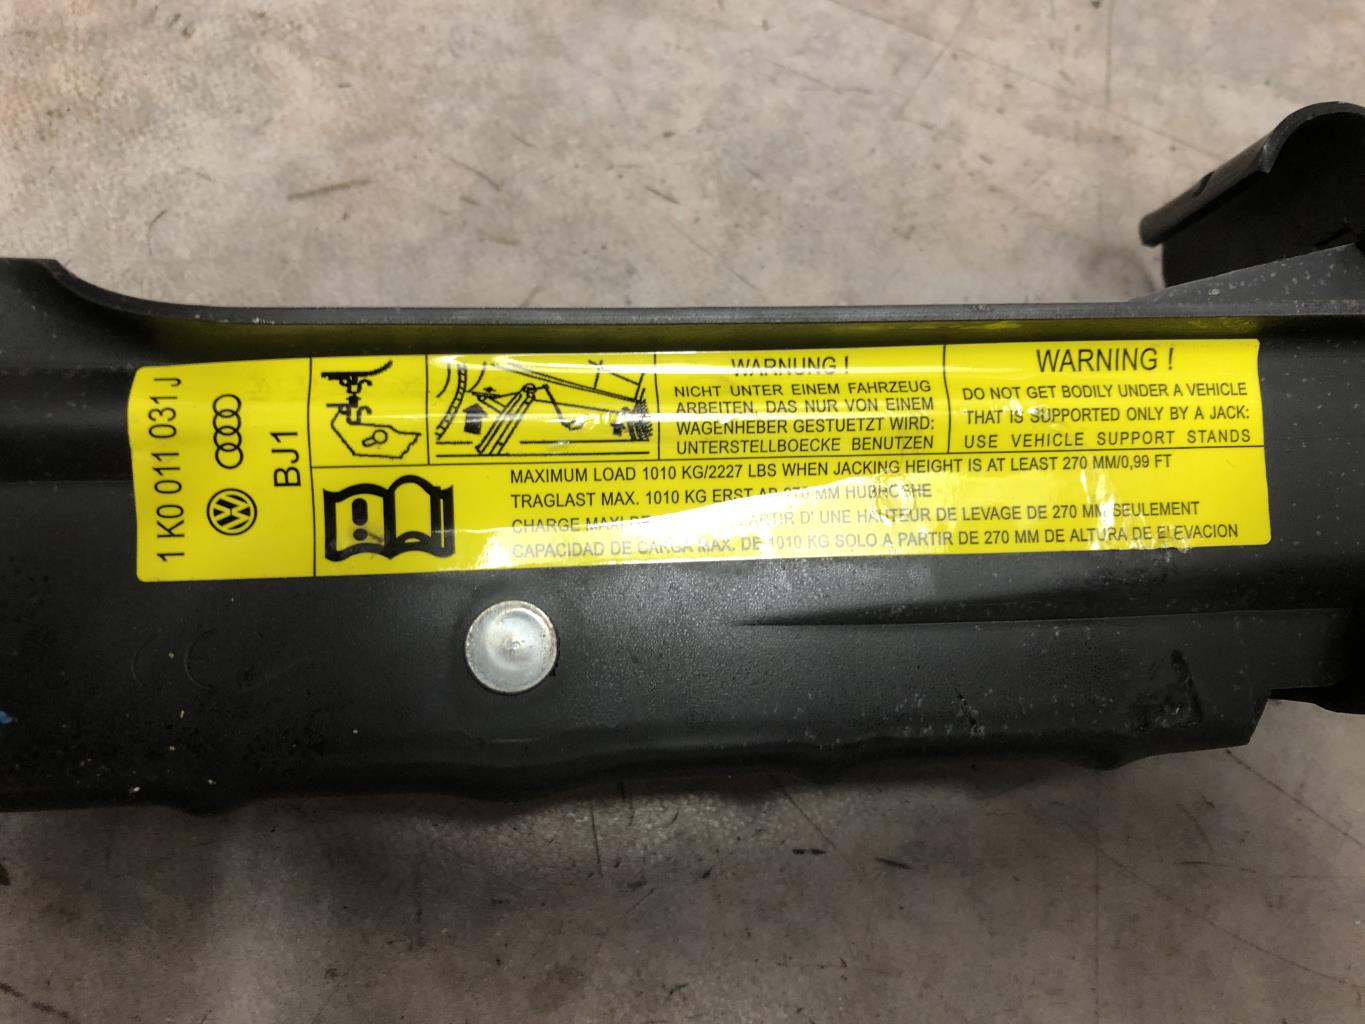 1 K0 011 031 J
BJ1
WARNUNG !
NICHT UNTER EINEM FAHRZEUG
ARBEITEN, DAS NUR VON EINEM
WAGENHEBER GESTUETZT WIRD:
UNTERSTELLBOECKE BENUTZEN
WARNING !
DO NOT GET BODILY UNDER A VEHICLE
THAT IS SUPPORTED ONLY BY A JACK:
USE VEHICLE SUPPORT STANDS
MAXIMUM LOAD 1010 KG/2227 LBS WHEN JACKING HEIGHT IS AT LEAST 270 MM/0,99 FT
TRAGLAST MAX. 1010 KG ERST AB 270 MM HUBHOEHE
CHARGE D' UNE HAUTEUR DE LEVAGE DE 270 MM SEULEMENT
CAPACIDAD DE CARGA MAX. DE 1010 KG SOLO A PARTIR DE 270 MM DE ALTURA DE ELEVACION
CE